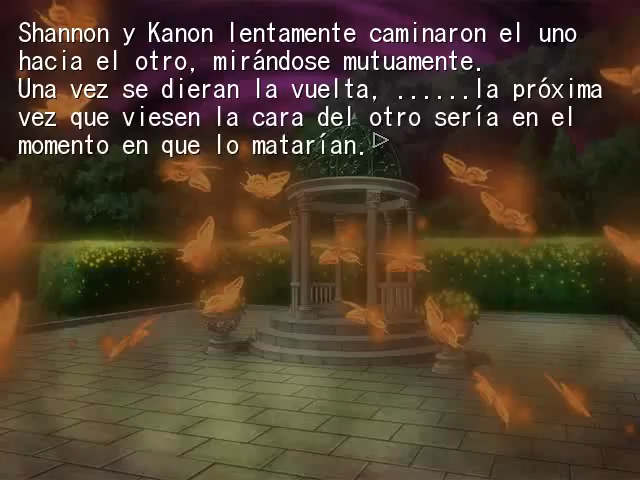 Shannon y Kanon lentamente caminaron el uno
hacia el otro, mirándose mutuamente.
Una vez se dieran la vuelta, ......la próxima
vez que viesen la cara del otro sería en el
momento en que lo matarían.